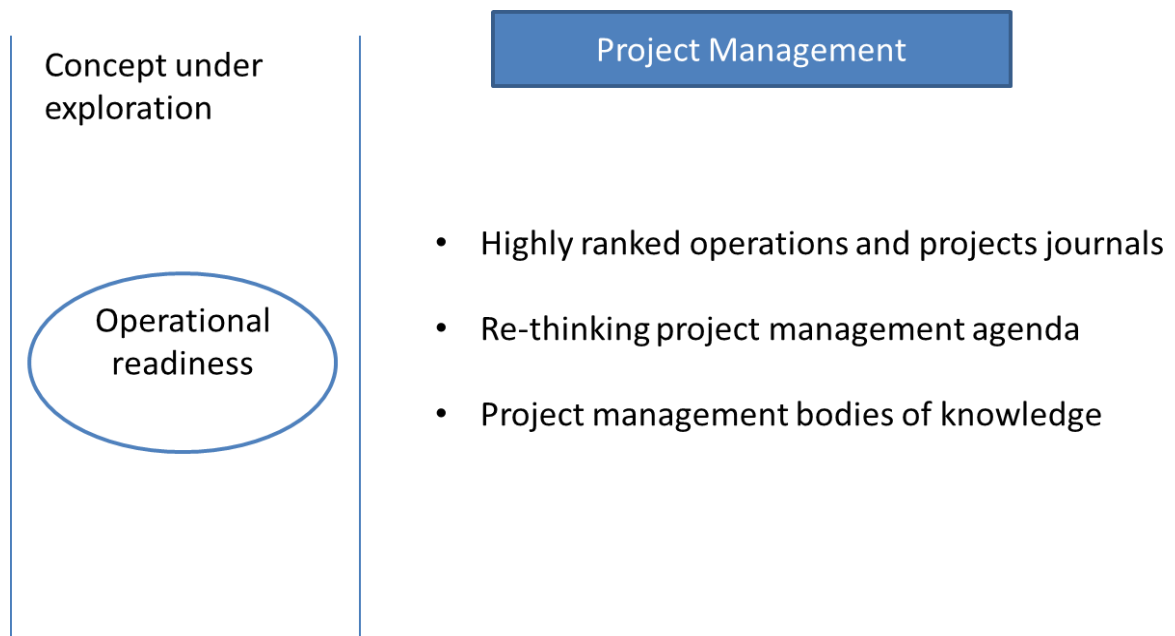 Concept under
exploration
Operational
readiness
Project Management
• Highly ranked operations and projects journals
• Re-thinking project management agenda
• Project management bodies of knowledge